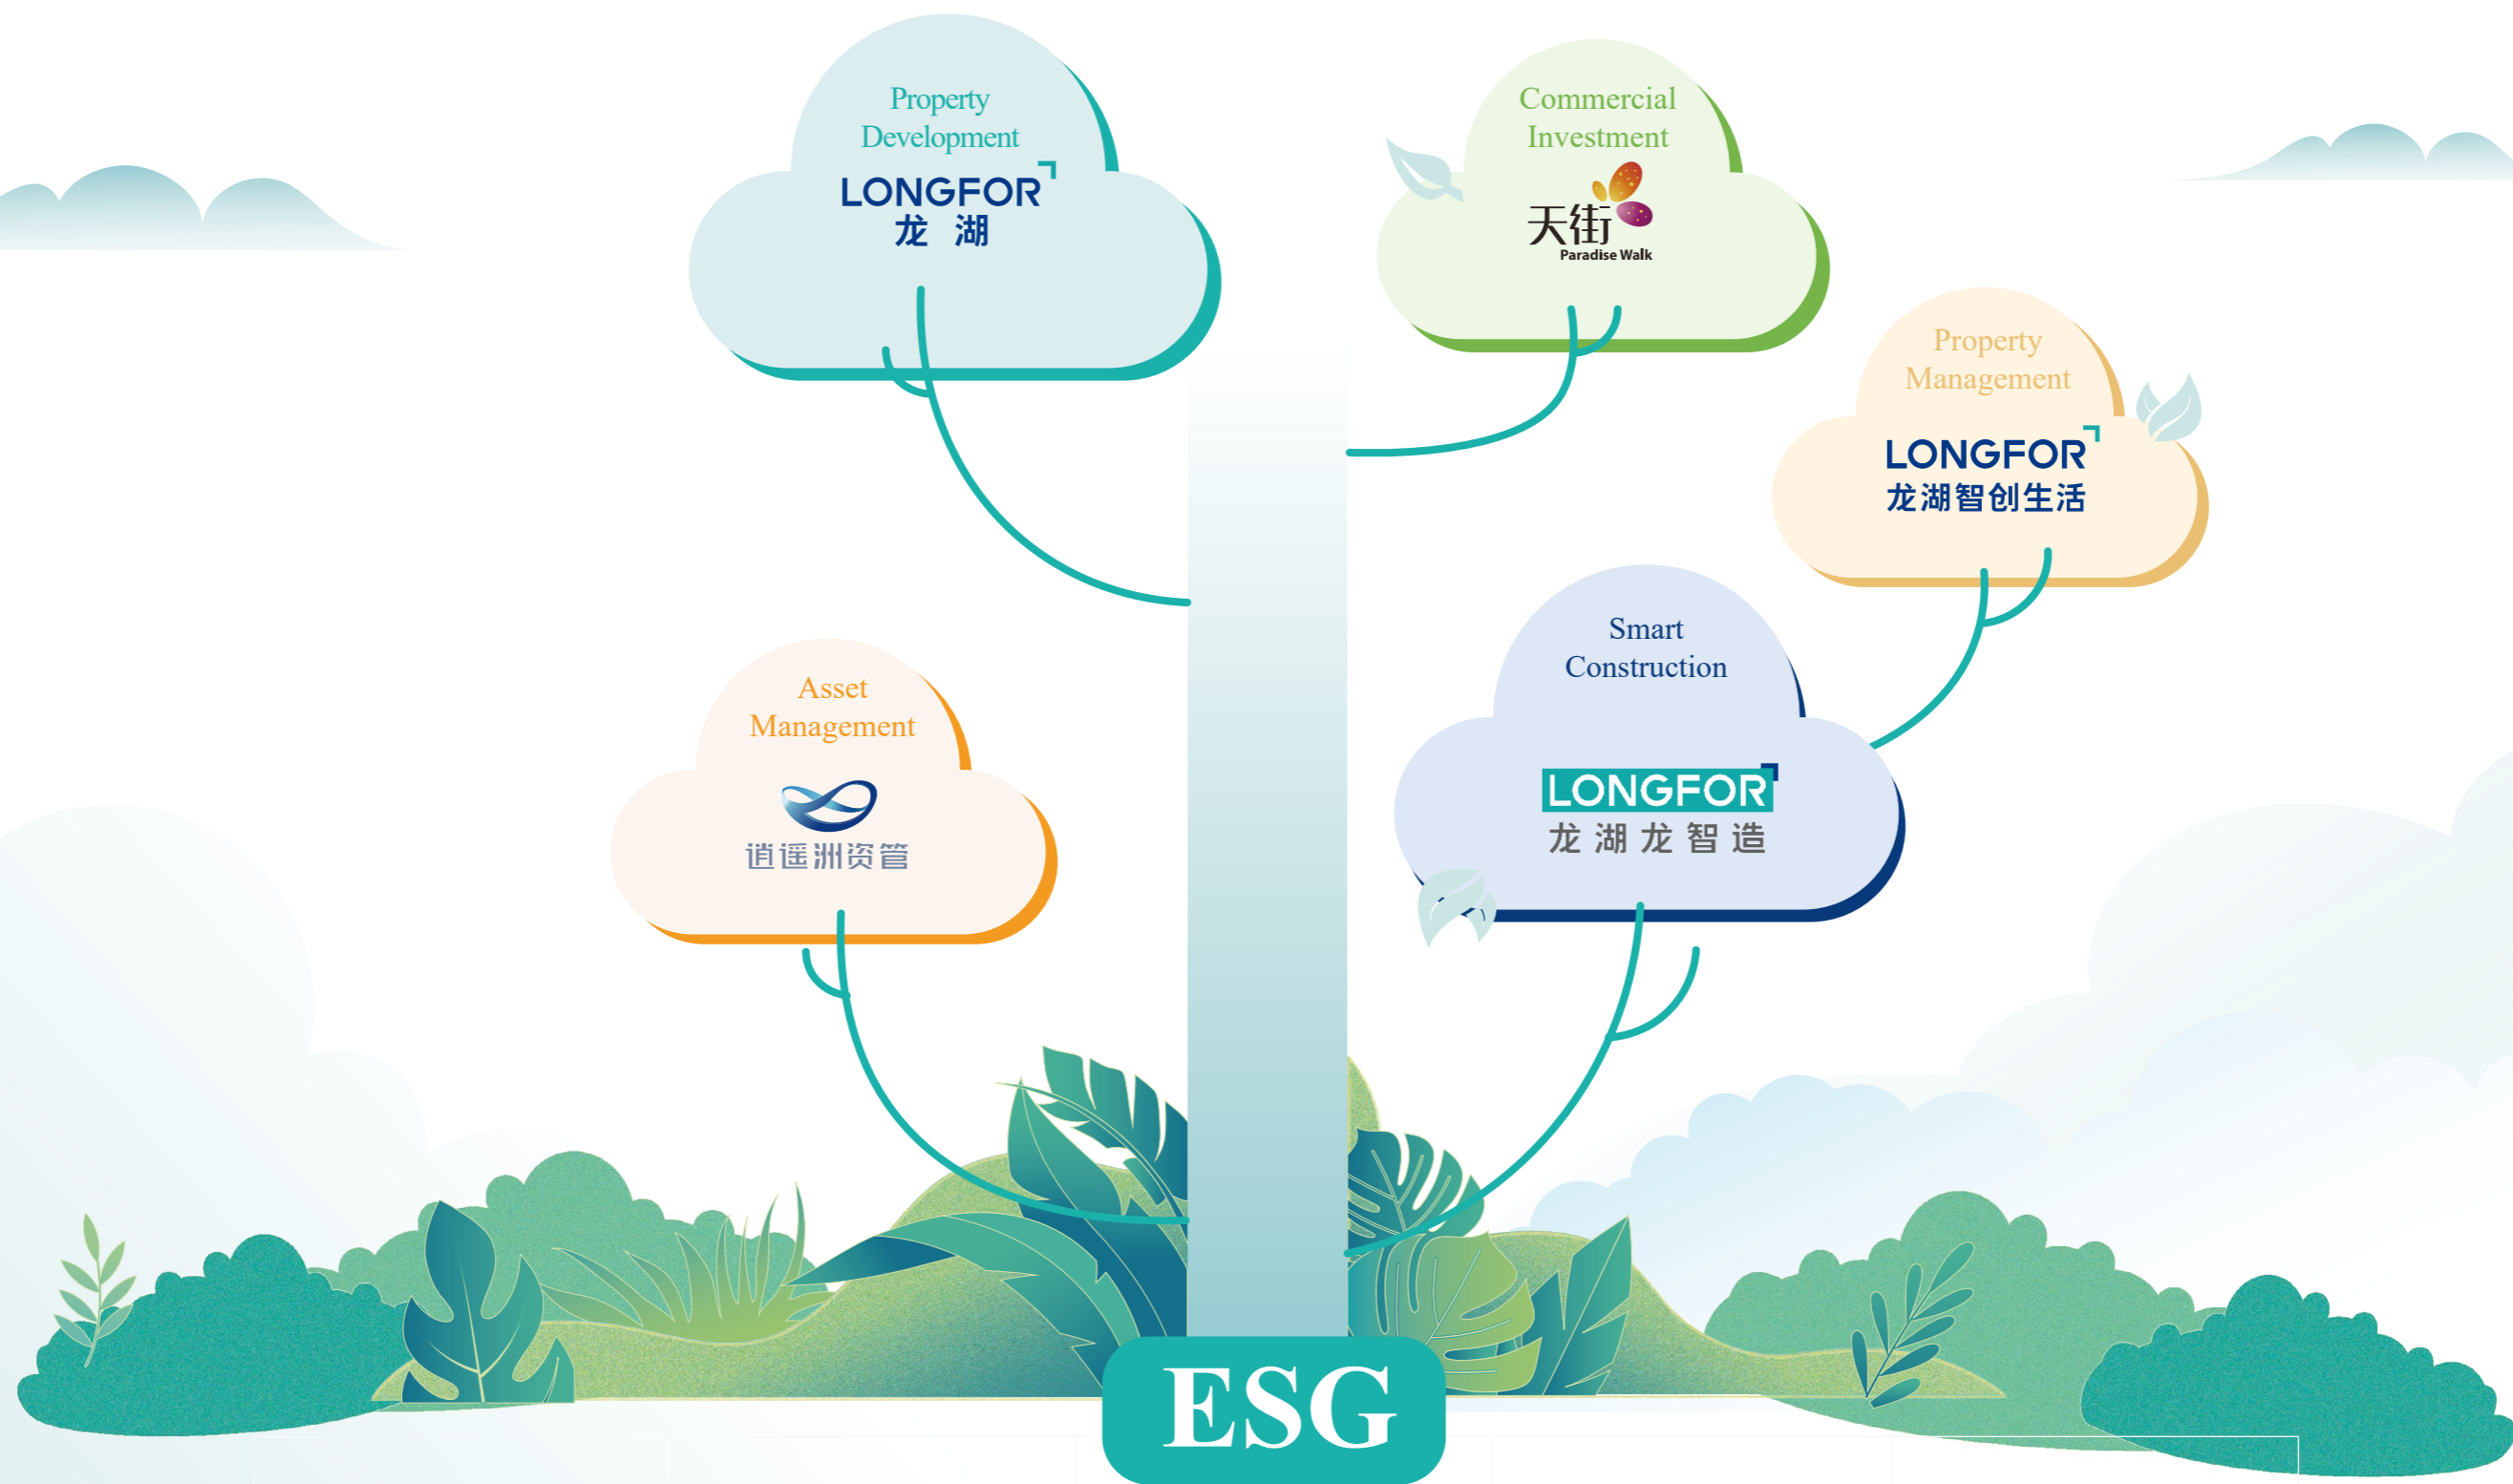 Property
Development
LONGFOR
龙湖
Commercial
Investment
天街
Paradise Walk
Property
Management
LONGFOR
龙湖智创生活
Smart
Construction
LONGFOR
龙湖龙智造
Asset
Management
逍遥洲资管
ESG